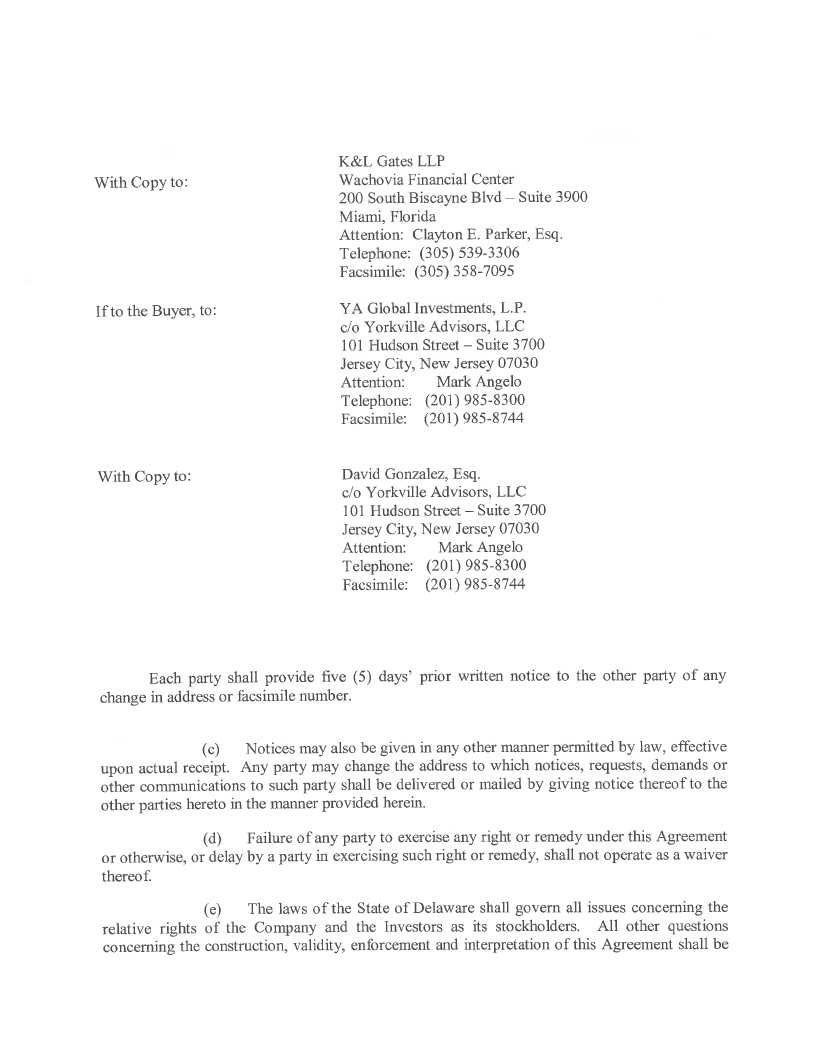 K&L Gates LLP
With Copy to:
Wachovia Financial Center
200 South Biscayne Blvd – Suite 3900
Miami, Florida
Attention: Clayton E. Parker, Esq.
Telephone: (305) 539-3306
Facsimile: (305) 358-7095
If to the Buyer, to:
YA Global Investments, L.P.
c/o Yorkville Advisors, LLC
101 Hudson Street – Suite 3700
Jersey City, New Jersey 07030
Attention: Mark Angelo
Telephone: (201) 985-8300
Facsimile: (201) 985-8744
With Copy to:
David Gonzalez, Esq.
c/o Yorkville Advisors, LLC
101 Hudson Street – Suite 3700
Jersey City, New Jersey 07030
Attention: Mark Angelo
Telephone: (201) 985-8300
Facsimile: (201) 985-8744
Each party shall provide five (5) days’ prior written notice to the other party of any
change in address or facsimile number.
(c) Notices may also be given in any other manner permitted by law, effective
upon actual receipt. Any party may change the address to which notices, requests, demands or
other communications to such party shall be delivered or mailed by giving notice thereof to the
other parties hereto in the manner provided herein.
(d) Failure of any party to exercise any right or remedy under this Agreement
or otherwise, or delay by a party in exercising such right or remedy, shall not operate as a waiver
thereof.
(e) The laws of the State of Delaware shall govern all issues concerning the
relative rights of the Company and the Investors as its stockholders. All other questions
concerning the construction, validity, enforcement and interpretation of this Agreement shall be